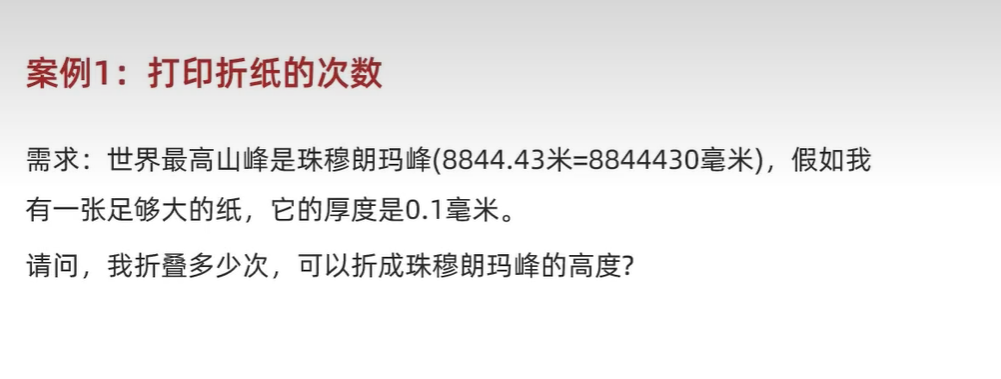 案例1：打印折纸的次数
需求：世界最高山峰是珠穆朗玛峰(8844.43米=8844430毫米)，假如我
有一张足够大的纸，它的厚度是0.1毫米。
请问，我折叠多少次，可以折成珠穆朗玛峰的高度?